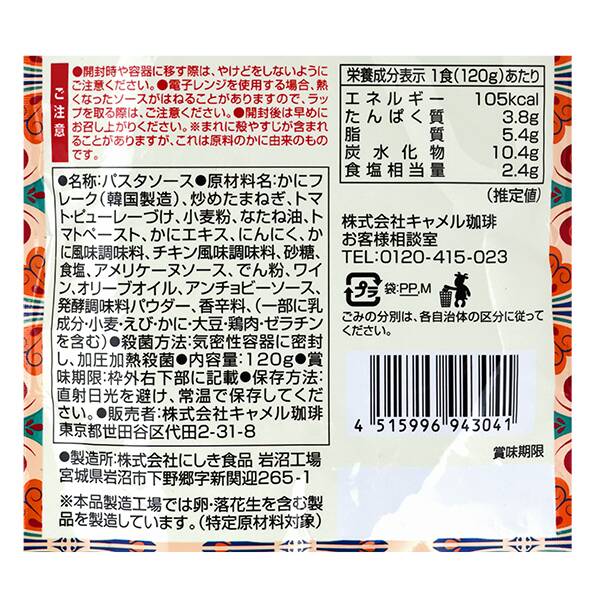 ご注意
●開封時や容器に移す際は、やけどをしないように
ご注意ください。●電子レンジを使用する場合、熱
くなったソースがはねることがありますので、ラッ
プを取る際は、ご注意ください。●開封後は早めに
お召し上がりください。※まれに殻やすじが含まれ
ることがありますが、これは原料のかに由来のもの
です。
●名称:パスタソース●原材料名:かにフ
レーク(韓国製造)、炒めたまねぎ、トマ
ト・ピューレーづけ、小麦粉、なたね油、ト
マトペースト、かにエキス、にんにく、か
に風味調味料、チキン風味調味料、砂糖、
食塩、アメリケーヌソース、でん粉、ワイ
ン、オリーブオイル、アンチョビーソース、
発酵調味料パウダー、香辛料、(一部に乳
成分・小麦・えび・かに・大豆・鶏肉・ゼラチン
を含む)●殺菌方法:気密性容器に密封
し、加圧加熱殺菌●内容量:120g●賞
味期限:枠外右下部に記載●保存方法:
直射日光を避け、常温で保存してくださ
い。●販売者:株式会社キャメル珈琲
東京都世田谷区代田2-31-8
●製造所:株式会社にしき食品 岩沼工場
宮城県岩沼市下野郷字新関迎265-1
※本品製造工場では卵・落花生を含む製
品を製造しています。(特定原材料対象)
栄養成分表示 1食(120g)あたり
エネルギー 105kcal
たんぱく質 3.8g
脂質 5.4g
炭水化物 10.4g
食塩相当量 2.4g
(推定値)
株式会社キャメル珈琲
お客様相談室
TEL:0120-415-023
プラ 袋:PP,M
ごみの分別は、各自治体の区分に従って
ください。
4 515996 943041
賞味期限